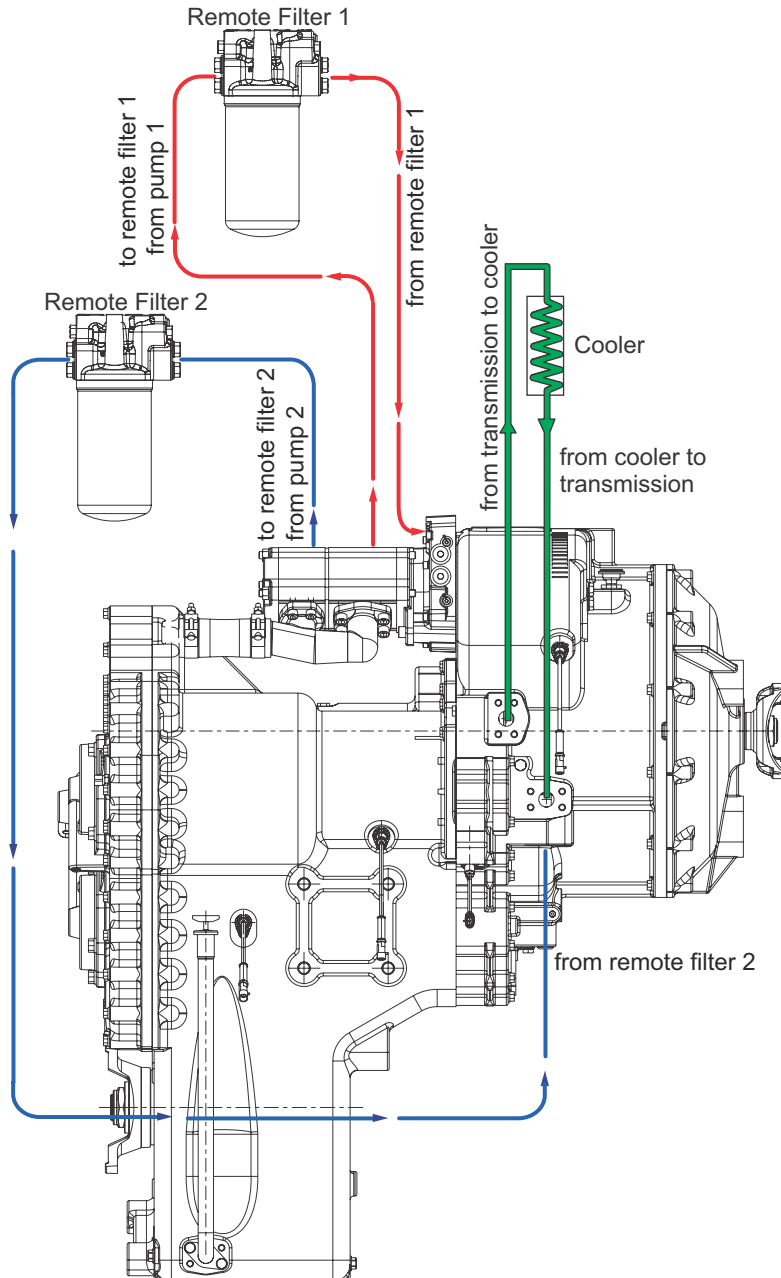 Remote Filter 1
to remote filter 1
from pump 1
from remote filter 1
Remote Filter 2
to remote filter 2
from pump 2
from transmission to cooler
Cooler
from cooler to
transmission
from remote filter 2